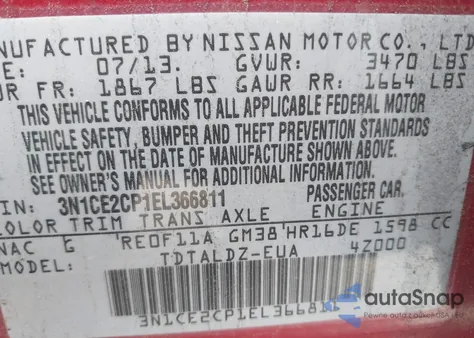 NUFACTURED BY NISSAN MOTOR CO., LTD
E: 07/13. GVWR: 3470 LBS
WR FR: 1867 LBS GAWR RR: 1664 LBS
THIS VEHICLE CONFORMS TO ALL APPLICABLE FEDERAL MOTOR
VEHICLE SAFETY, BUMPER AND THEFT PREVENTION STANDARDS
IN EFFECT ON THE DATE OF MANUFACTURE SHOWN ABOVE.
SEE OWNER'S MANUAL FOR ADDITIONAL INFORMATION.
IN: 3N1CE2CP1EL366811 PASSENGER CAR.
OLOR TRIM TRANS AXLE ENGINE
NAC G RE0F11A GM38 HR16DE 1598 CC
TDTALDZ-EUA 4Z000
3N1CE2CP1EL36681
autoSnap